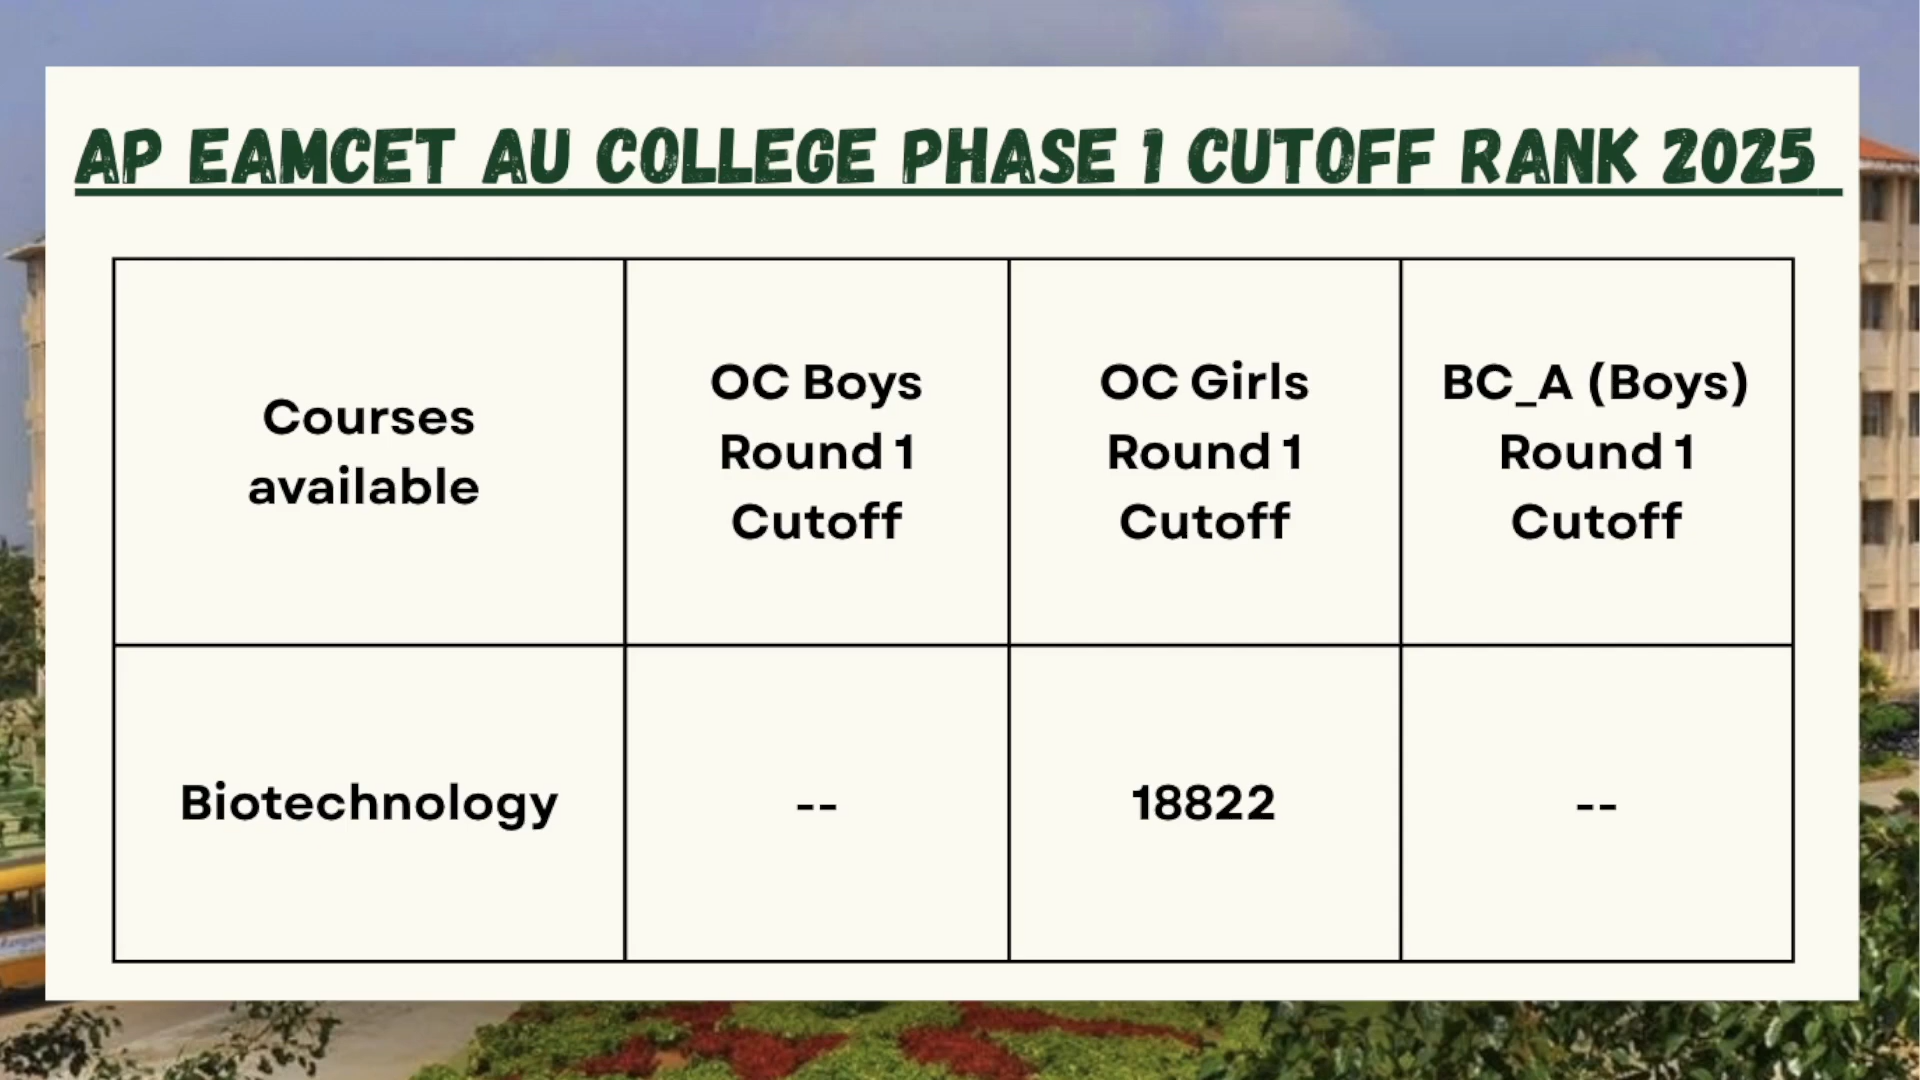 AP EAMCET AU COLLEGE PHASE 1 CUTOFF RANK 2025
Courses
available
OC Boys
Round 1
Cutoff
OC Girls
Round 1
Cutoff
BC_A (Boys)
Round 1
Cutoff
Biotechnology
--
18822
--